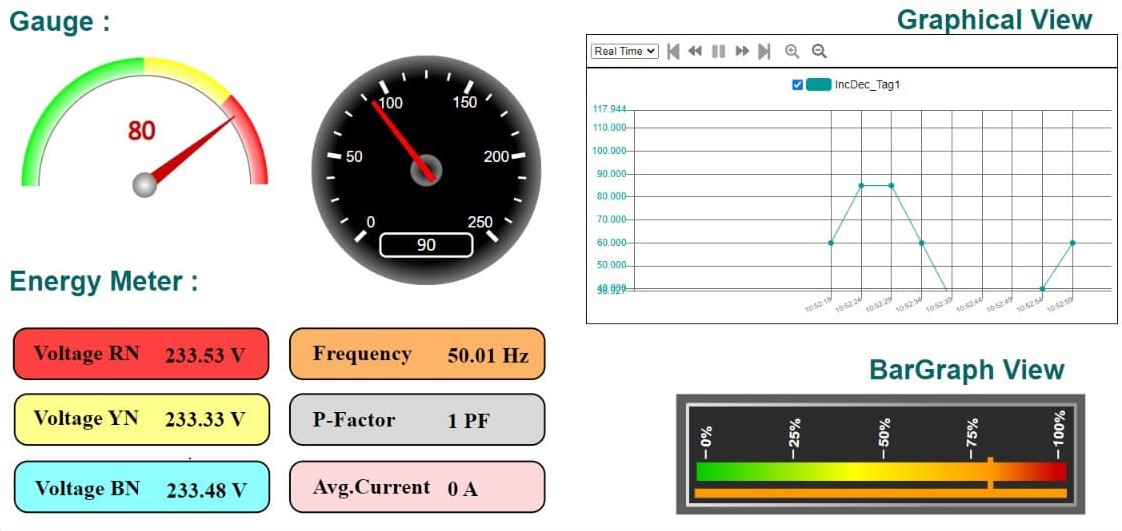 Gauge :
80
0
50
100
150
200
250
90
Graphical View
Real Time
IncDec_Tag1
117.944
110.000
100.000
90.000
80.000
70.000
60.000
50.000
10:52:19
10:52:24
10:52:29
10:52:34
10:52:39
10:52:44
10:52:49
10:52:54
10:52:59
Energy Meter :
Voltage RN 233.53 V
Frequency 50.01 Hz
Voltage YN 233.33 V
P-Factor 1 PF
Voltage BN 233.48 V
Avg.Current 0 A
BarGraph View
0%
25%
50%
75%
100%